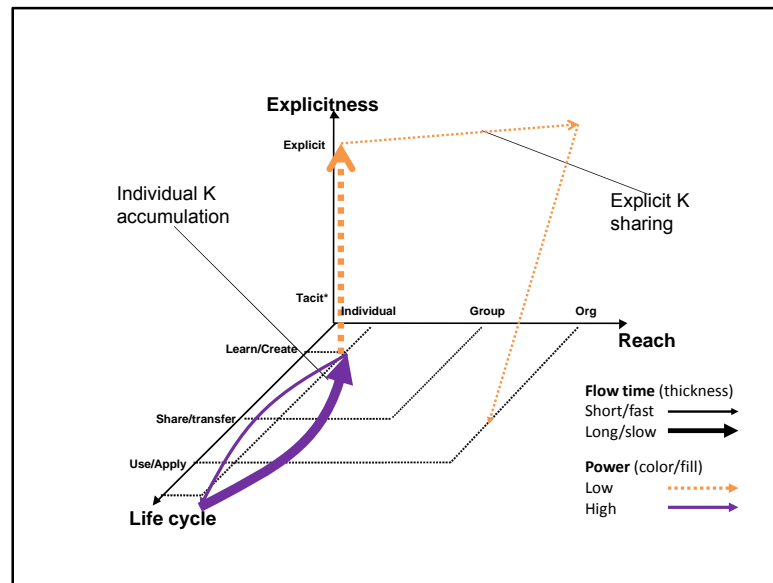 Explicitness
Explicit
Individual K
accumulation
Explicit K
sharing
Tacit*
Individual
Group
Org
Reach
Learn/Create
Share/transfer
Use/Apply
Life cycle
Flow time (thickness)
Short/fast
Long/slow
Power (color/fill)
Low
High